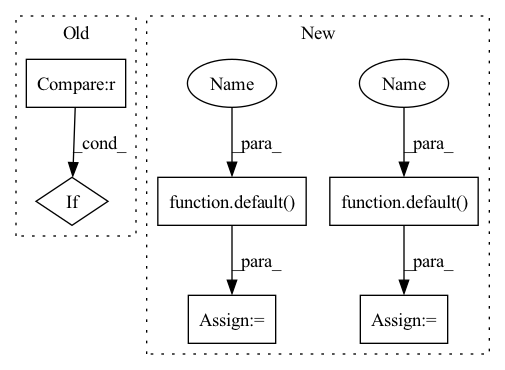 Old
New
Compare:r
Name
Name
_cond_
_para_
_para_
If
function.default()
function.default()
_para_
_para_
Assign:=
Assign:=